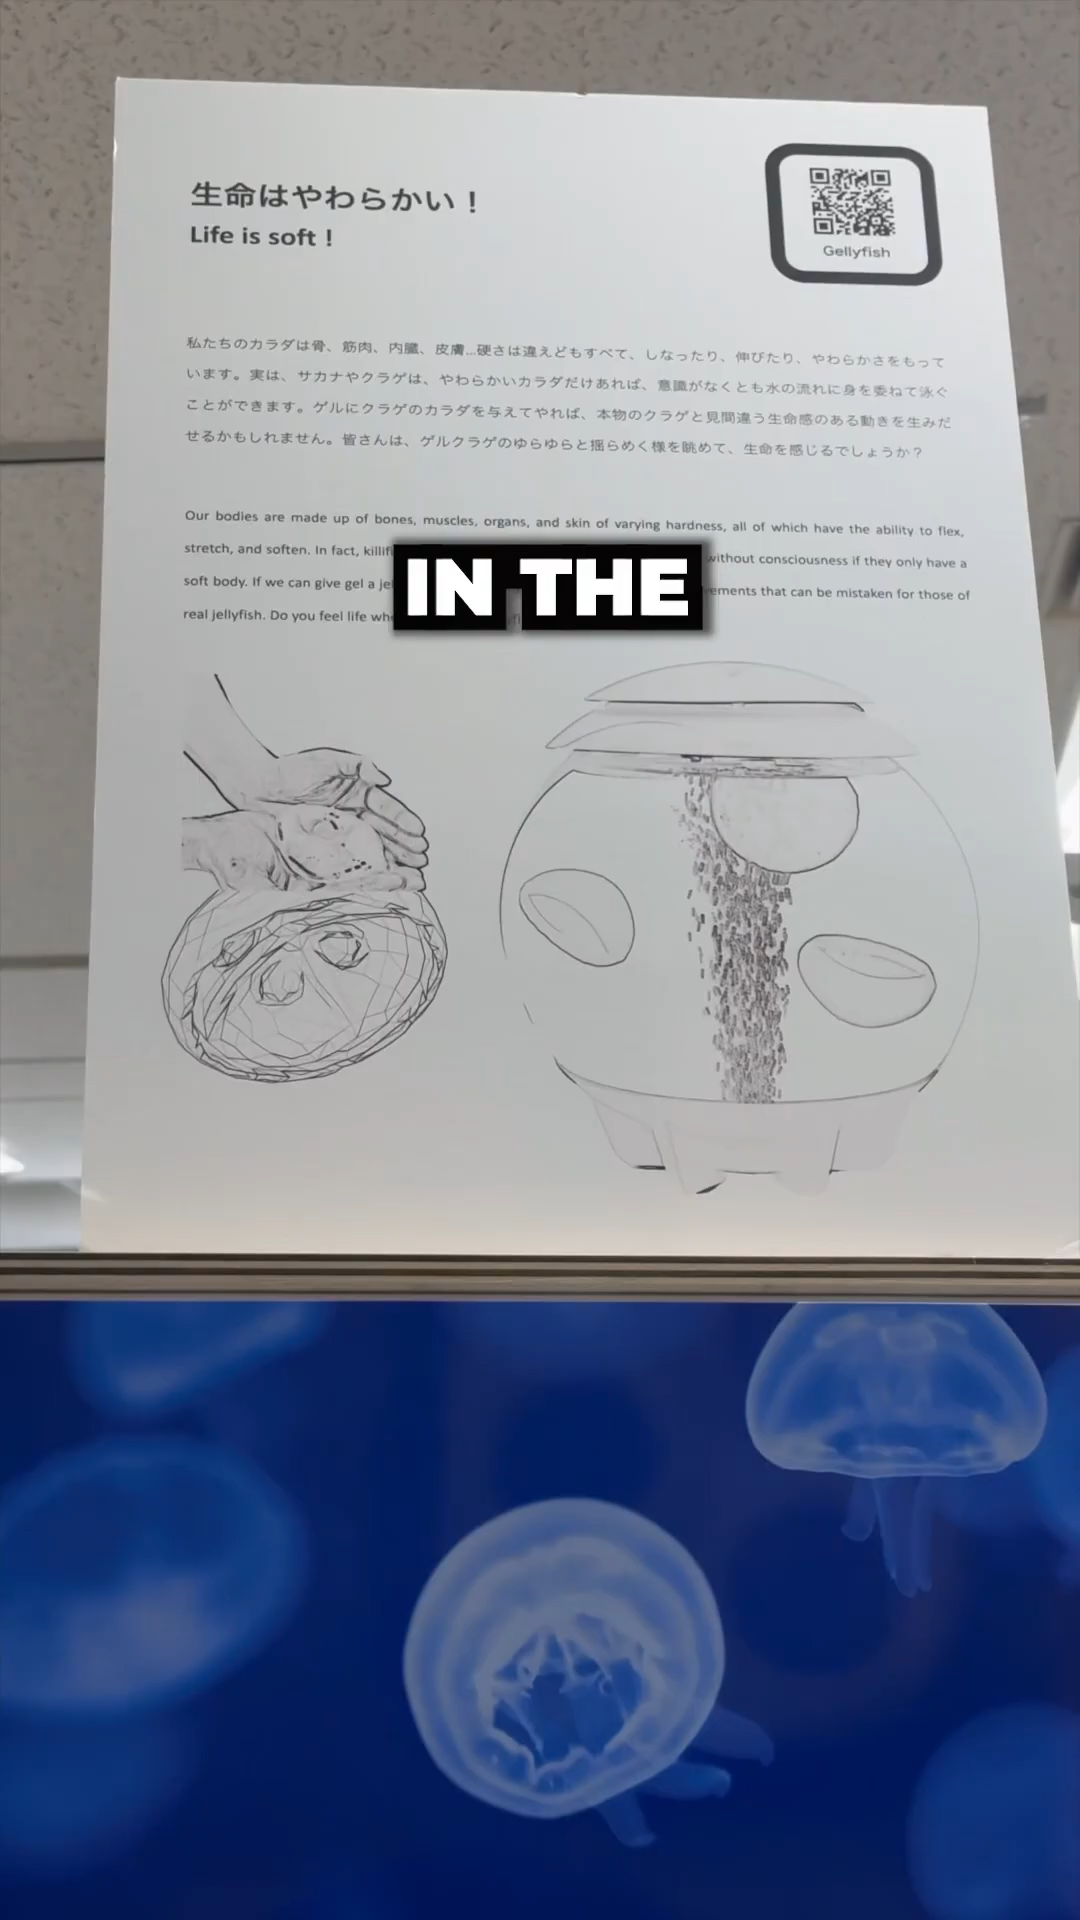 生命はやわらかい！
Life is soft !
Gellyfish
私たちのカラダは骨、筋肉、内臓、皮膚...硬さは違えどもすべて、しなったり、伸びたり、やわらかさをもって
います。実は、サカナやクラゲは、やわらかいカラダだけあれば、意識がなくとも水の流れに身を委ねて泳ぐ
ことができます。ゲルにクラゲのカラダを与えてやれば、本物のクラゲと見間違う生命感のある動きを生みだ
せるかもしれません。皆さんは、ゲルクラゲのゆらゆらと揺らめく様を眺めて、生命を感じるでしょうか？
Our bodies are made up of bones, muscles, organs, and skin of varying hardness, all of which have the ability to flex,
stretch, and soften. In fact, without consciousness if they only have a
IN THE
soft body. If we can give gel a that can be mistaken for those of
real jellyfish. Do you feel life